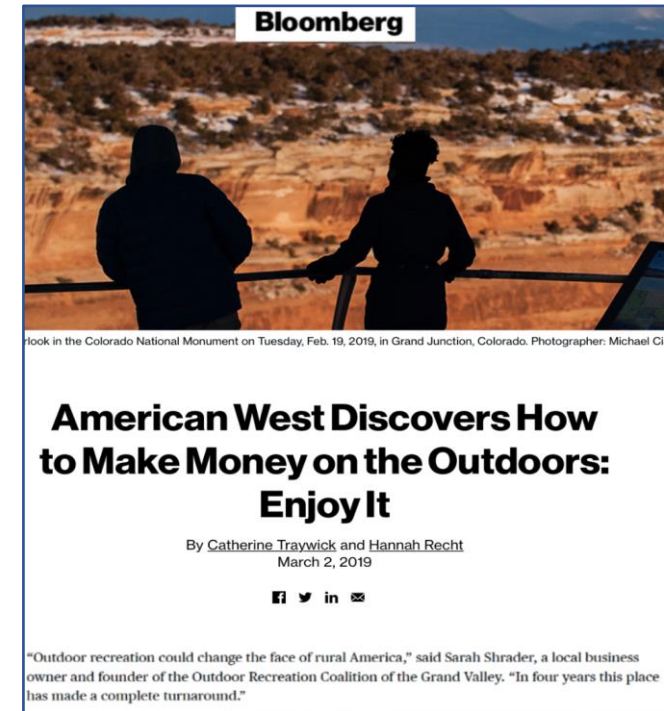 Bloomberg
rlook in the Colorado National Monument on Tuesday, Feb. 19, 2019, in Grand Junction, Colorado. Photographer: Michael Ci
American West Discovers How
to Make Money on the Outdoors:
Enjoy It
By Catherine Traywick and Hannah Recht
March 2, 2019
“Outdoor recreation could change the face of rural America,” said Sarah Shrader, a local business
owner and founder of the Outdoor Recreation Coalition of the Grand Valley. “In four years this place
has made a complete turnaround.”